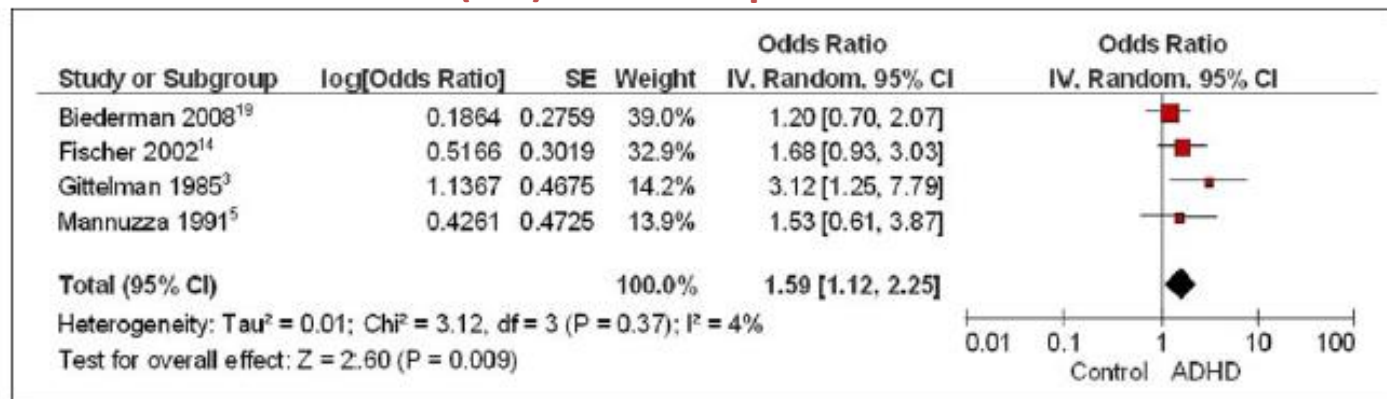 Odds Ratio Odds Ratio
Study or Subgroup log[Odds Ratio] SE Weight IV. Random. 95% CI IV. Random. 95% CI
Biederman 2008¹⁹ 0.1864 0.2759 39.0% 1.20 [0.70, 2.07]
Fischer 2002¹⁴ 0.5166 0.3019 32.9% 1.68 [0.93, 3.03]
Gittelman 1985³ 1.1367 0.4675 14.2% 3.12 [1.25, 7.79]
Mannuzza 1991⁵ 0.4261 0.4725 13.9% 1.53 [0.61, 3.87]
Total (95% CI) 100.0% 1.59 [1.12, 2.25]
Heterogeneity: Tau² = 0.01; Chi² = 3.12, df = 3 (P = 0.37); I² = 4%
Test for overall effect: Z = 2.60 (P = 0.009)
0.01 0.1 1 10 100
Control ADHD